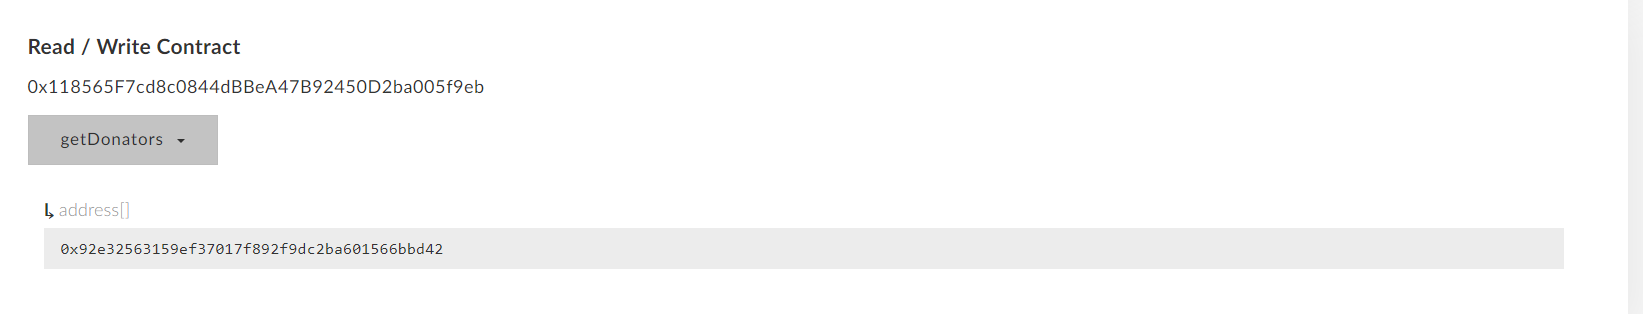 Read / Write Contract
0x118565F7cd8c0844dBBeA47B92450D2ba005f9eb
getDonators
address[]
0x92e32563159ef37017f892f9dc2ba601566bbd42